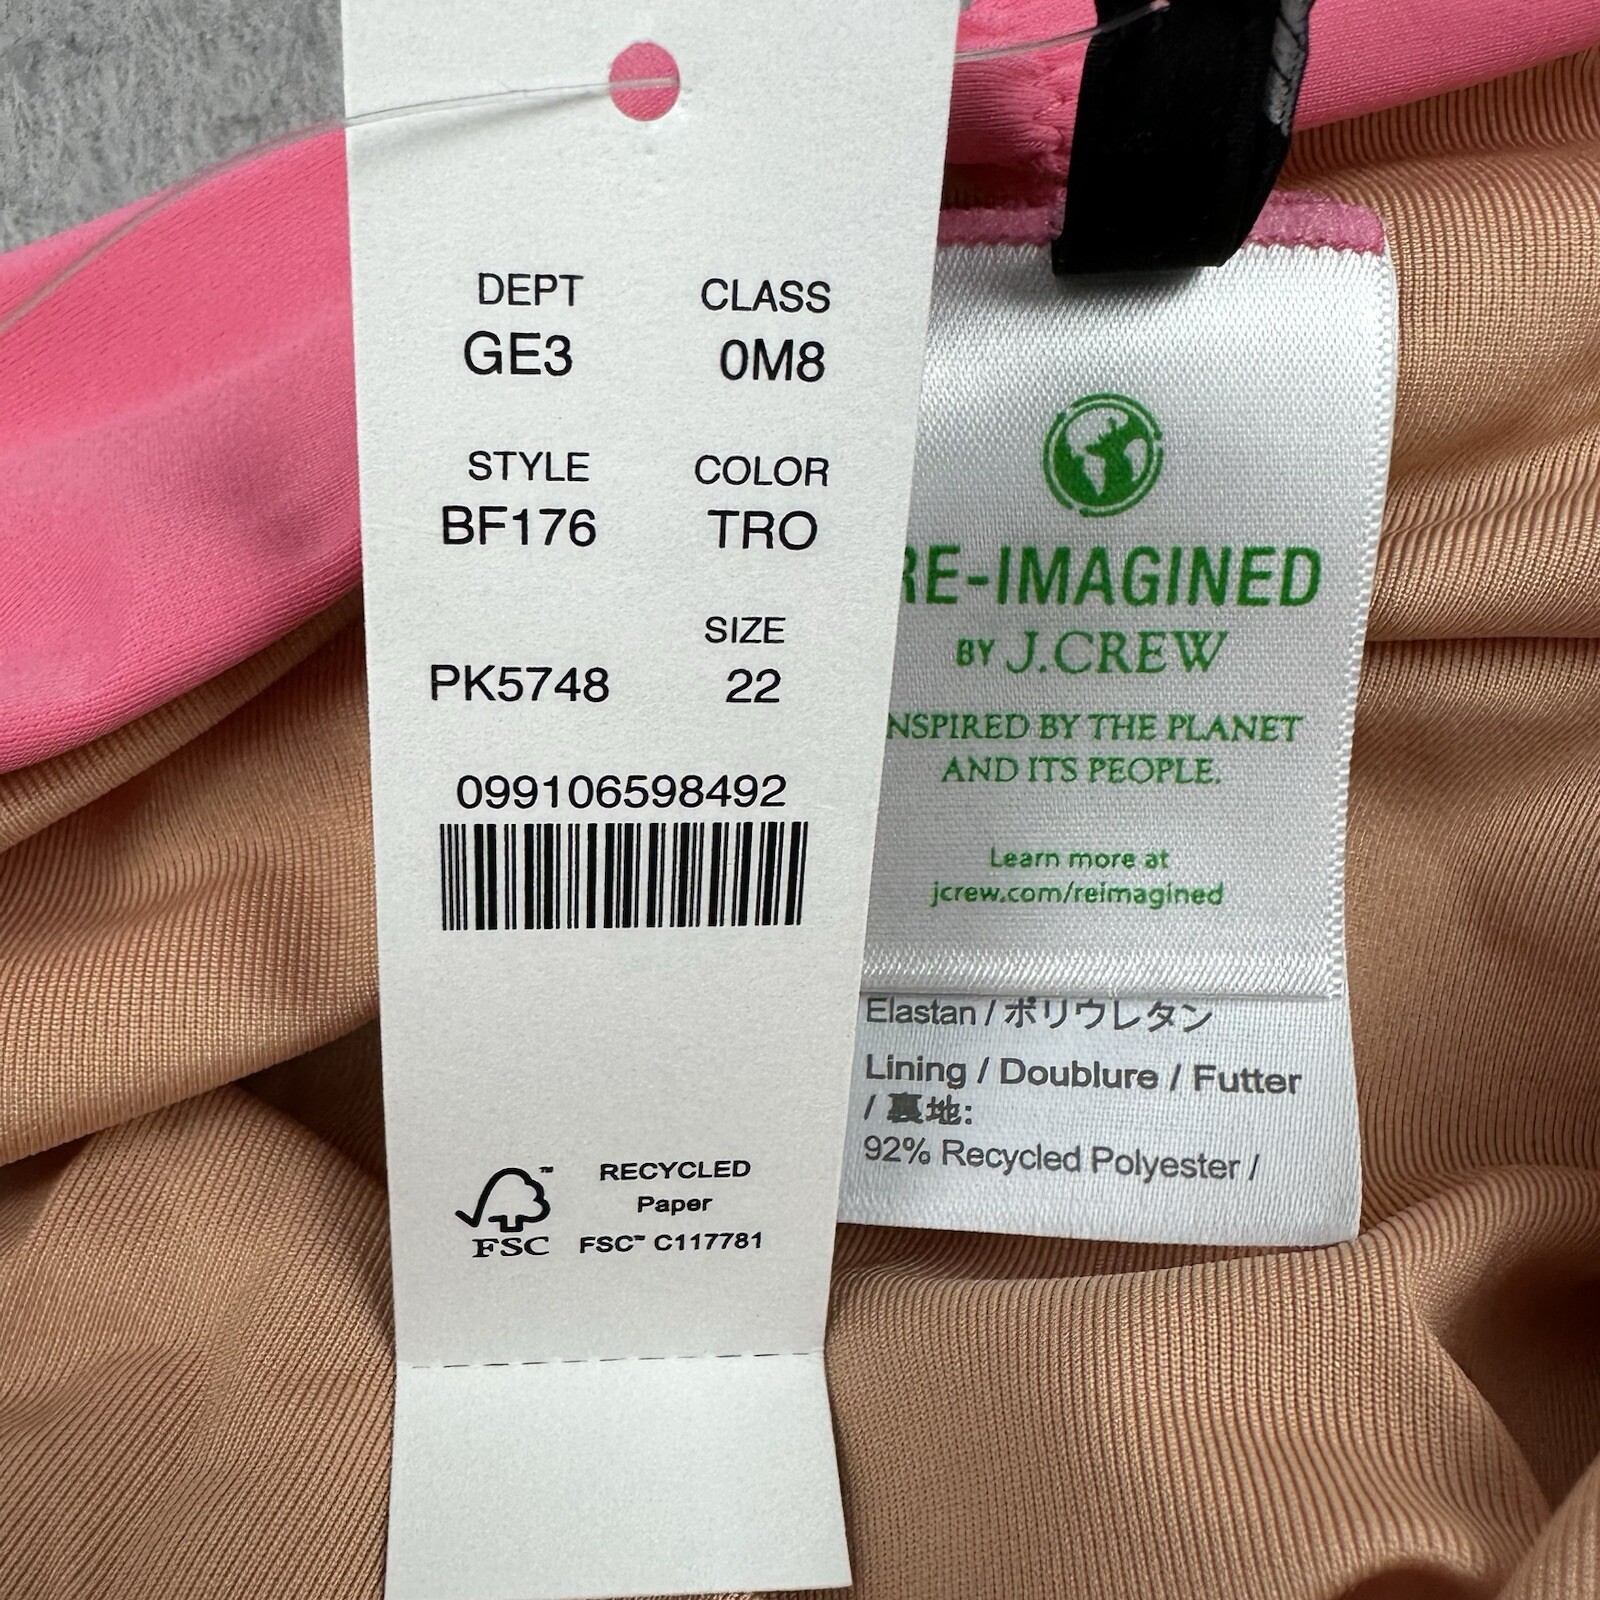 DEPT CLASS
GE3 0M8
STYLE COLOR
BF176 TRO
SIZE
PK5748 22
099106598492
FSC™
RECYCLED
Paper
FSC™ C117781
RE-IMAGINED
BY J.CREW
NSPIRED BY THE PLANET
AND ITS PEOPLE.
Learn more at
jcrew.com/reimagined
Elastan / ポリウレタン
Lining / Doublure / Futter
/ 裏地:
92% Recycled Polyester /